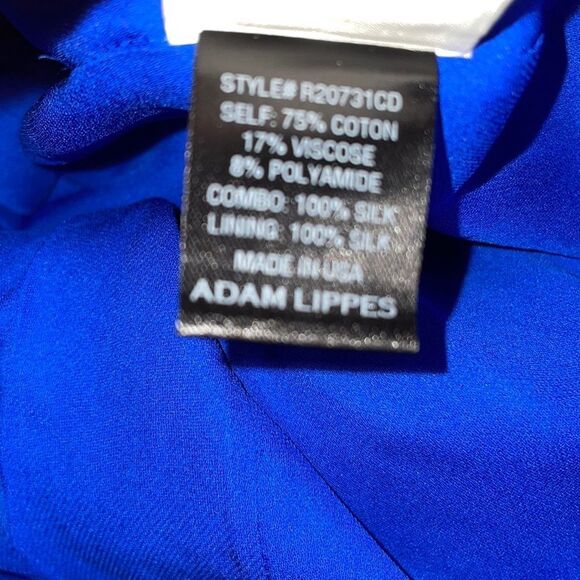 STYLE# R20731CD
SELF: 75% COTON
17% VISCOSE
8% POLYAMIDE
COMBO: 100% SILK
LINING: 100% SILK
MADE IN USA
ADAM LIPPES